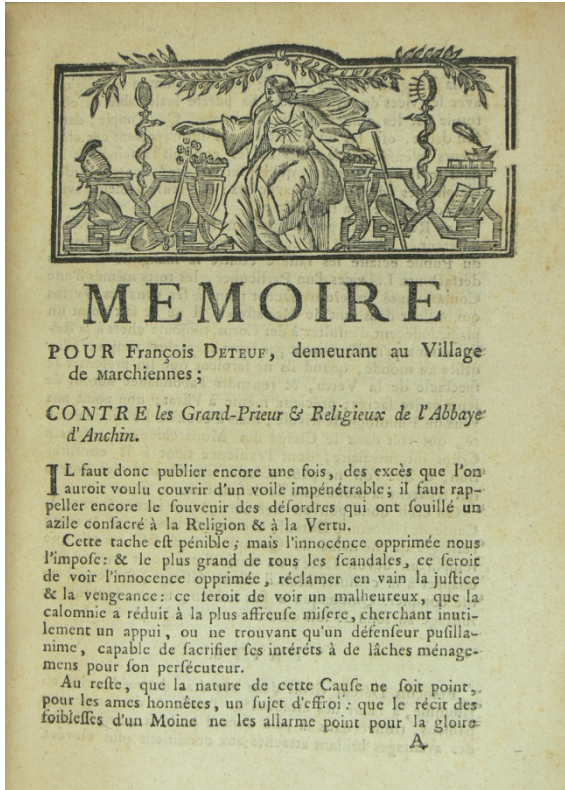 MEMOIRE
POUR François DETEUF, demeurant au Village
de Marchiennes;
CONTRE les Grand-Prieur & Religieux de l'Abbaye
d'Anchin.
IL faut donc publier encore une fois, des excès que l'on
auroit voulu couvrir d'un voile impénétrable; il faut rap-
peller encore le souvenir des déſordres qui ont ſouillé un
azile conſacré à la Religion & à la Vertu.
Cette tache eſt pénible; mais l'innocence opprimée nous
l'impoſe: & le plus grand de tous les ſcandales, ce ſeroit
de voir l'innocence opprimée, réclamer en vain la juſtice
& la vengeance: ce ſeroit de voir un malheureux, que la
calomnie a réduit à la plus affreuſe miſere, cherchant inuti-
lement un appui, ou ne trouvant qu'un défenſeur puſilla-
nime, capable de ſacrifier ſes intérêts à de lâches ménage-
mens pour ſon perſécuteur.
Au reſte, que la nature de cette Cauſe ne ſoit point,
pour les ames honnêtes, un ſujet d'effroi: que le récit des
foibleſſes d'un Moine ne les allarme point pour la gloire
A